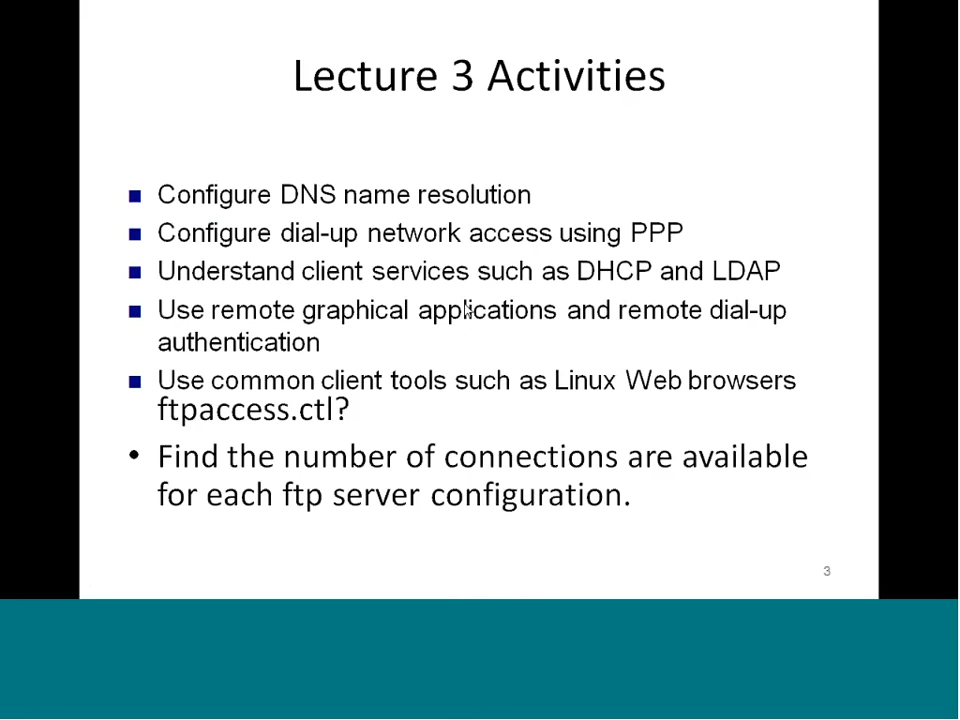 Lecture 3 Activities
■ Configure DNS name resolution
■ Configure dial-up network access using PPP
■ Understand client services such as DHCP and LDAP
■ Use remote graphical applications and remote dial-up
authentication
■ Use common client tools such as Linux Web browsers
ftpaccess.ctl?
• Find the number of connections are available
for each ftp server configuration.
3